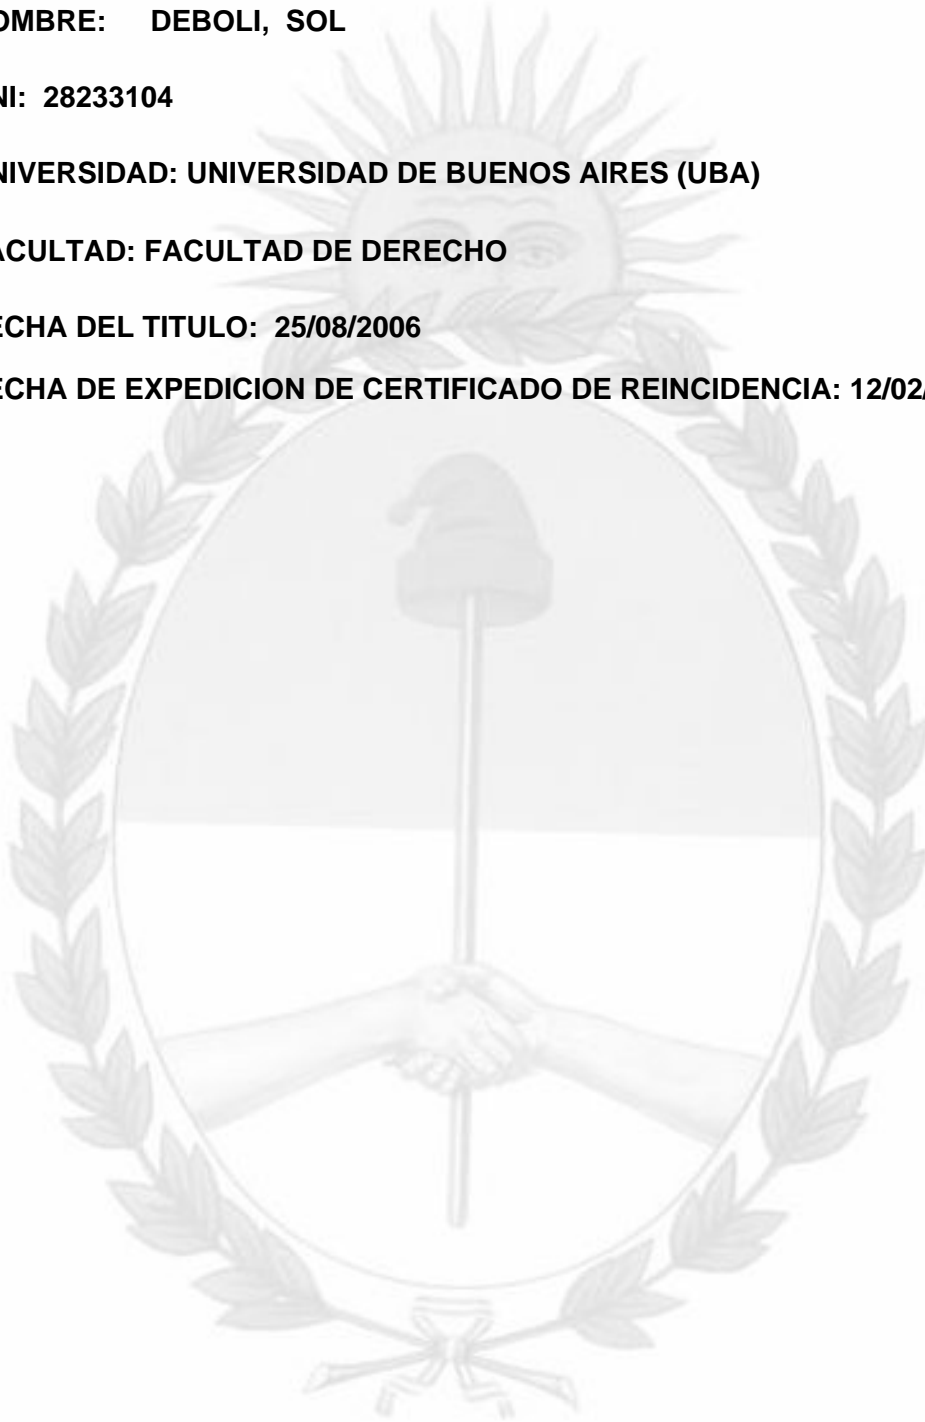 OMBRE: DEBOLI, SOL
NI: 28233104
NIVERSIDAD: UNIVERSIDAD DE BUENOS AIRES (UBA)
ACULTAD: FACULTAD DE DERECHO
ECHA DEL TITULO: 25/08/2006
ECHA DE EXPEDICION DE CERTIFICADO DE REINCIDENCIA: 12/02/